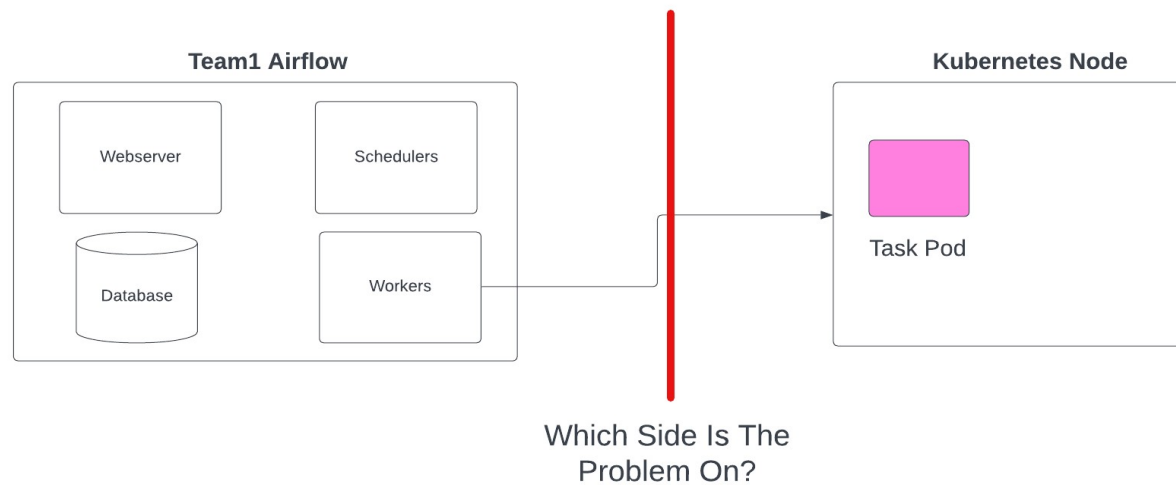 Team1 Airflow
Kubernetes Node
Webserver
Schedulers
Database
Workers
Task Pod
Which Side Is The
Problem On?